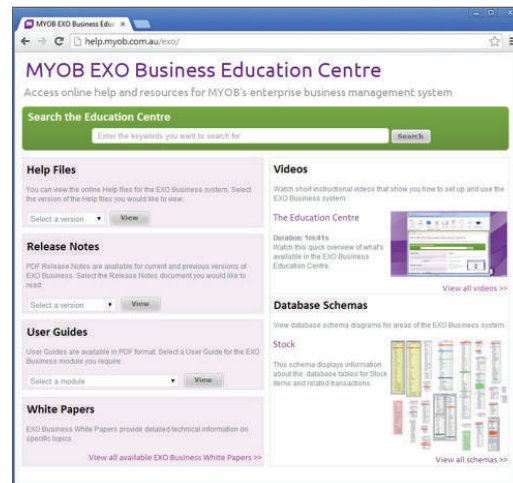 MYOB EXO Business Educ
help.myob.com.au/exo/
MYOB EXO Business Education Centre
Access online help and resources for MYOB's enterprise business management system
Search the Education Centre
Enter the keywords you want to search for
Search
Help Files
You can view the online Help files for the EXO Business system. Select
the version of the Help files you would like to view:
Select a version
View
Release Notes
PDF Release Notes are available for current and previous versions of
EXO Business. Select the Release Notes document you would like to
read:
Select a version
View
User Guides
User Guides are available in PDF format. Select a User Guide for the EXO
Business module you require.
Select a module
View
White Papers
EXO Business White Papers provide detailed technical information on
specific topics
View all available EXO Business White Papers >>
Videos
Watch short instructional videos that show you how to set up and use the
EXO Business system.
The Education Centre
Duration: 1m:41s
Watch this quick overview of what's
available in the EXO Business
Education Centre.
View all videos >>
Database Schemas
View database schema diagrams for areas of the EXO Business system.
Stock
This schema displays information
about the database tables for Stock
items and related transactions.
View all schemas >>